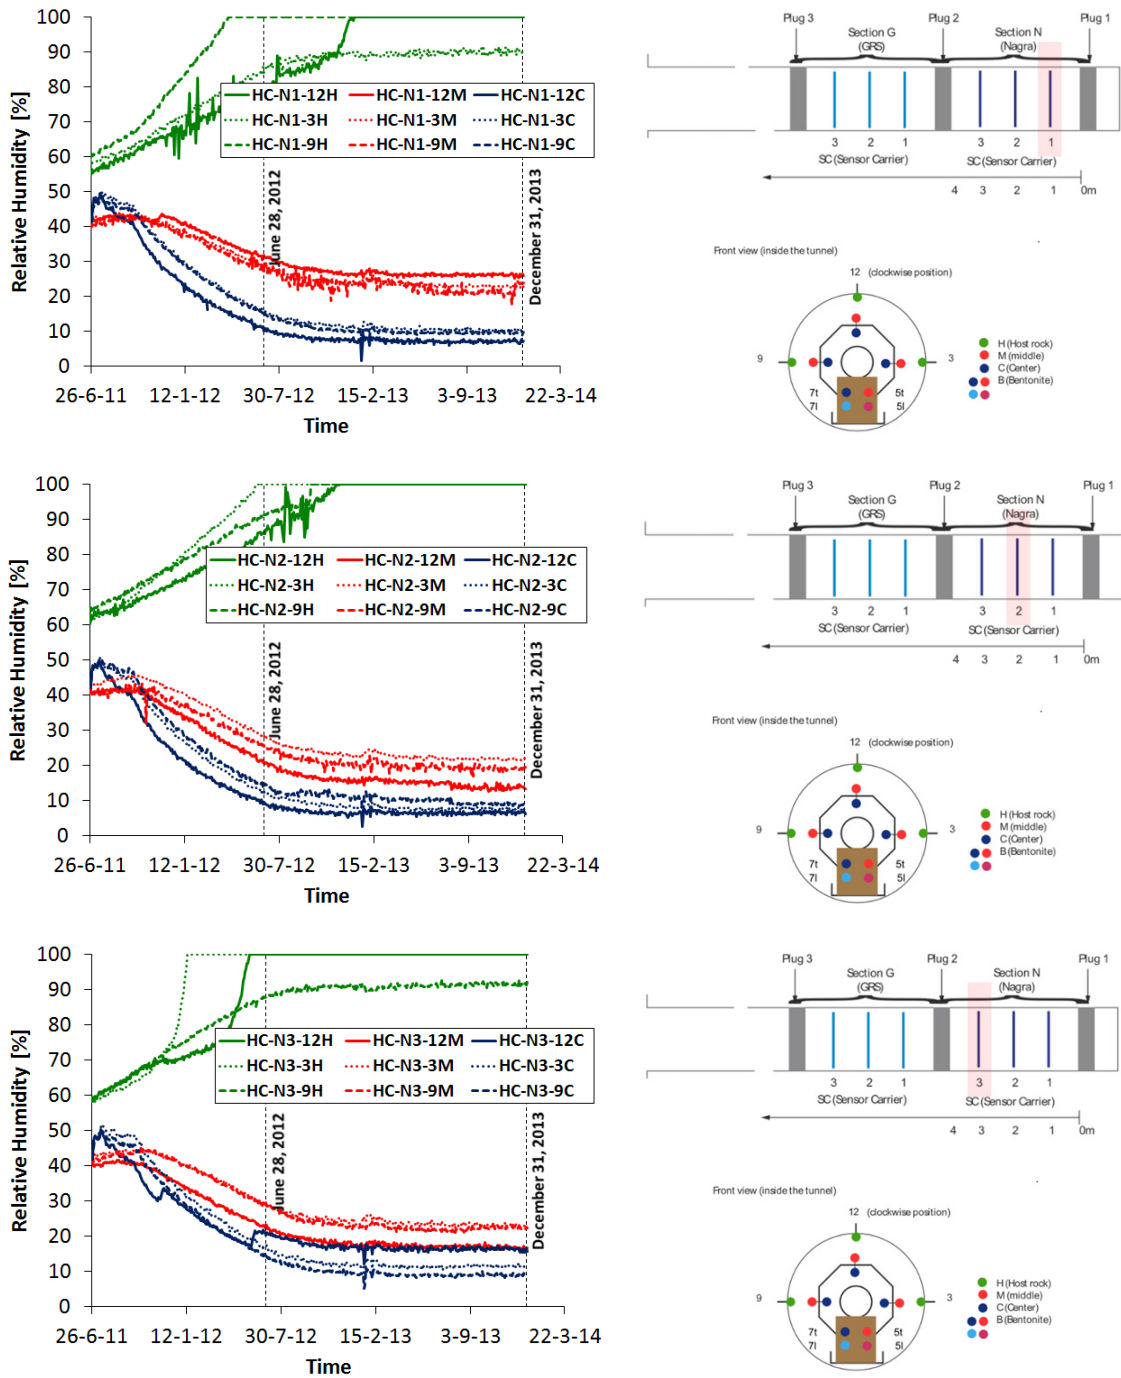 100
90
80
70
60
50
40
30
20
10
0
Relative Humidity [%]
HC-N1-12H HC-N1-12M HC-N1-12C
HC-N1-3H HC-N1-3M HC-N1-3C
HC-N1-9H HC-N1-9M HC-N1-9C
June 28, 2012
December 31, 2013
26-6-11 12-1-12 30-7-12 15-2-13 3-9-13 22-3-14
Time
Plug 3 Plug 2 Plug 1
Section G Section N
(GRS) (Nagra)
3 2 1 3 2 1
SC (Sensor Carrier) SC (Sensor Carrier)
4 3 2 1 0m
Front view (inside the tunnel)
12 (clockwise position)
9 3
H (Host rock)
M (middle)
C (Center)
B (Bentonite)
7t 5t
7l 5l
100
90
80
70
60
50
40
30
20
10
0
Relative Humidity [%]
HC-N2-12H HC-N2-12M HC-N2-12C
HC-N2-3H HC-N2-3M HC-N2-3C
HC-N2-9H HC-N2-9M HC-N2-9C
June 28, 2012
December 31, 2013
26-6-11 12-1-12 30-7-12 15-2-13 3-9-13 22-3-14
Time
Plug 3 Plug 2 Plug 1
Section G Section N
(GRS) (Nagra)
3 2 1 3 2 1
SC (Sensor Carrier) SC (Sensor Carrier)
4 3 2 1 0m
Front view (inside the tunnel)
12 (clockwise position)
9 3
H (Host rock)
M (middle)
C (Center)
B (Bentonite)
7t 5t
7l 5l
100
90
80
70
60
50
40
30
20
10
0
Relative Humidity [%]
HC-N3-12H HC-N3-12M HC-N3-12C
HC-N3-3H HC-N3-3M HC-N3-3C
HC-N3-9H HC-N3-9M HC-N3-9C
June 28, 2012
December 31, 2013
26-6-11 12-1-12 30-7-12 15-2-13 3-9-13 22-3-14
Time
Plug 3 Plug 2 Plug 1
Section G Section N
(GRS) (Nagra)
3 2 1 3 2 1
SC (Sensor Carrier) SC (Sensor Carrier)
4 3 2 1 0m
Front view (inside the tunnel)
12 (clockwise position)
9 3
H (Host rock)
M (middle)
C (Center)
B (Bentonite)
7t 5t
7l 5l